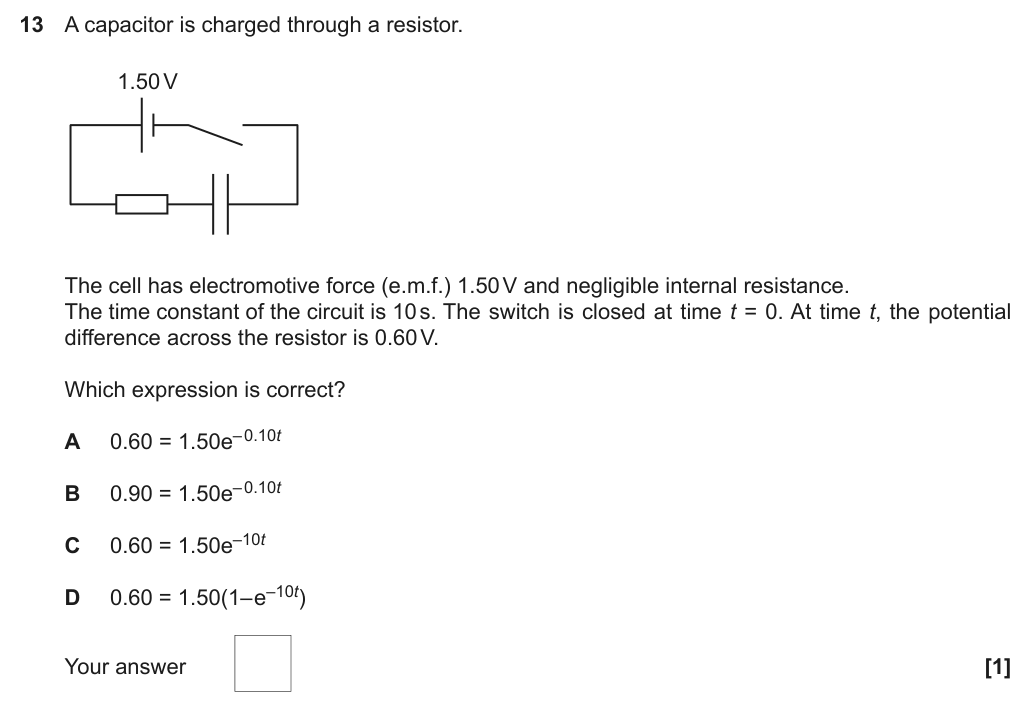 13 A capacitor is charged through a resistor.
1.50 V
The cell has electromotive force (e.m.f.) 1.50 V and negligible internal resistance.
The time constant of the circuit is 10 s. The switch is closed at time t = 0. At time t, the potential
difference across the resistor is 0.60 V.
Which expression is correct?
A 0.60 = 1.50e^{–0.10t}
B 0.90 = 1.50e^{–0.10t}
C 0.60 = 1.50e^{–10t}
D 0.60 = 1.50(1–e^{–10t})
Your answer [1]